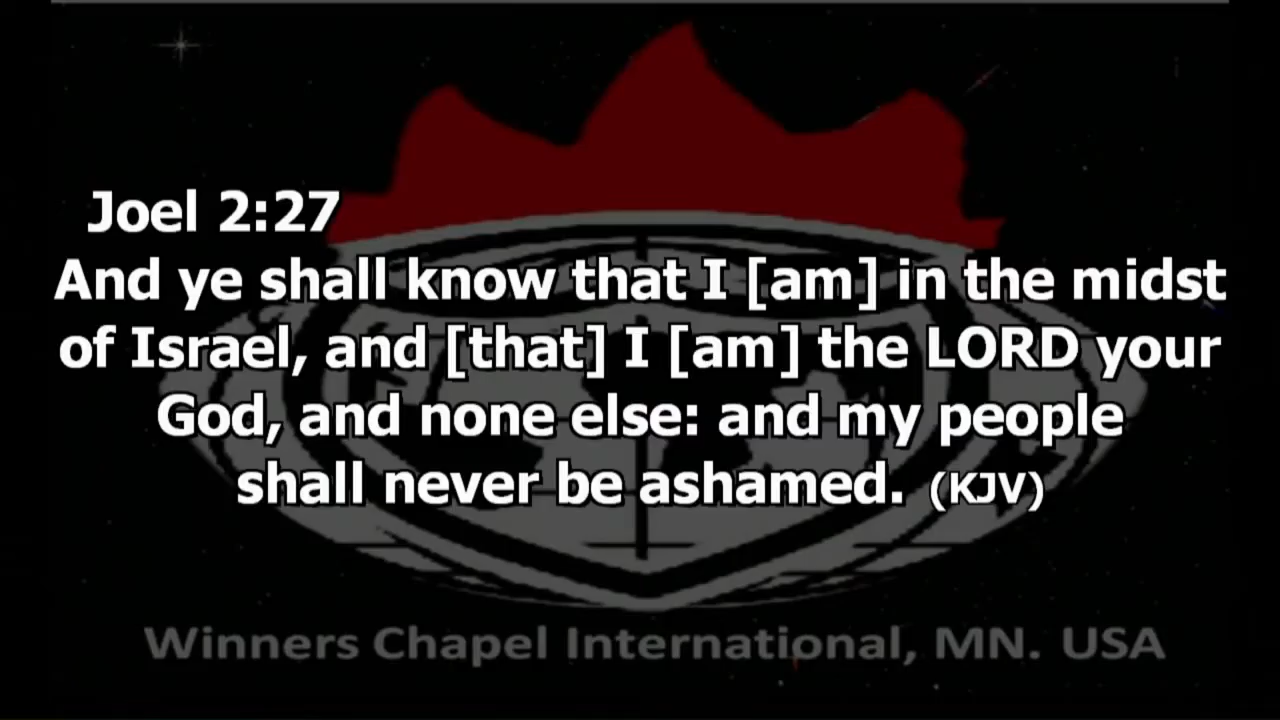 Joel 2:27
And ye shall know that I [am] in the midst
of Israel, and [that] I [am] the LORD your
God, and none else: and my people
shall never be ashamed. (KJV)
Winners Chapel International, MN. USA